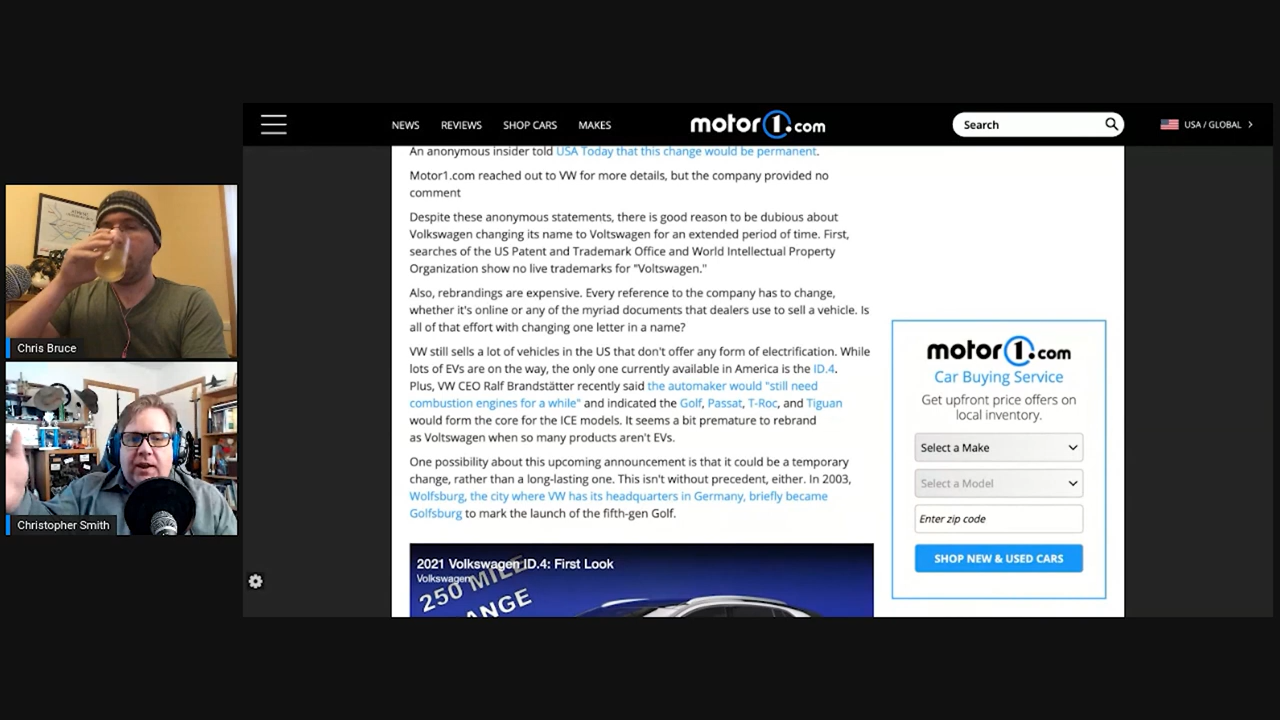 NEWS REVIEWS SHOP CARS MAKES motor1.com Search USA / GLOBAL
An anonymous insider told USA Today that this change would be permanent.
Motor1.com reached out to VW for more details, but the company provided no
comment
Despite these anonymous statements, there is good reason to be dubious about
Volkswagen changing its name to Voltswagen for an extended period of time. First,
searches of the US Patent and Trademark Office and World Intellectual Property
Organization show no live trademarks for "Voltswagen."
Also, rebrandings are expensive. Every reference to the company has to change,
whether it's online or any of the myriad documents that dealers use to sell a vehicle. Is
all of that effort with changing one letter in a name?
VW still sells a lot of vehicles in the US that don't offer any form of electrification. While
lots of EVs are on the way, the only one currently available in America is the ID.4.
Plus, VW CEO Ralf Brandstätter recently said the automaker would "still need
combustion engines for a while" and indicated the Golf, Passat, T-Roc, and Tiguan
would form the core for the ICE models. It seems a bit premature to rebrand
as Voltswagen when so many products aren't EVs.
One possibility about this upcoming announcement is that it could be a temporary
change, rather than a long-lasting one. This isn't without precedent, either. In 2003,
Wolfsburg, the city where VW has its headquarters in Germany, briefly became
Golfsburg to mark the launch of the fifth-gen Golf.
2021 Volkswagen ID.4: First Look
Volkswagen
250 MILE
ANGE
motor1.com
Car Buying Service
Get upfront price offers on
local inventory.
Select a Make
Select a Model
Enter zip code
SHOP NEW & USED CARS
Chris Bruce
Christopher Smith